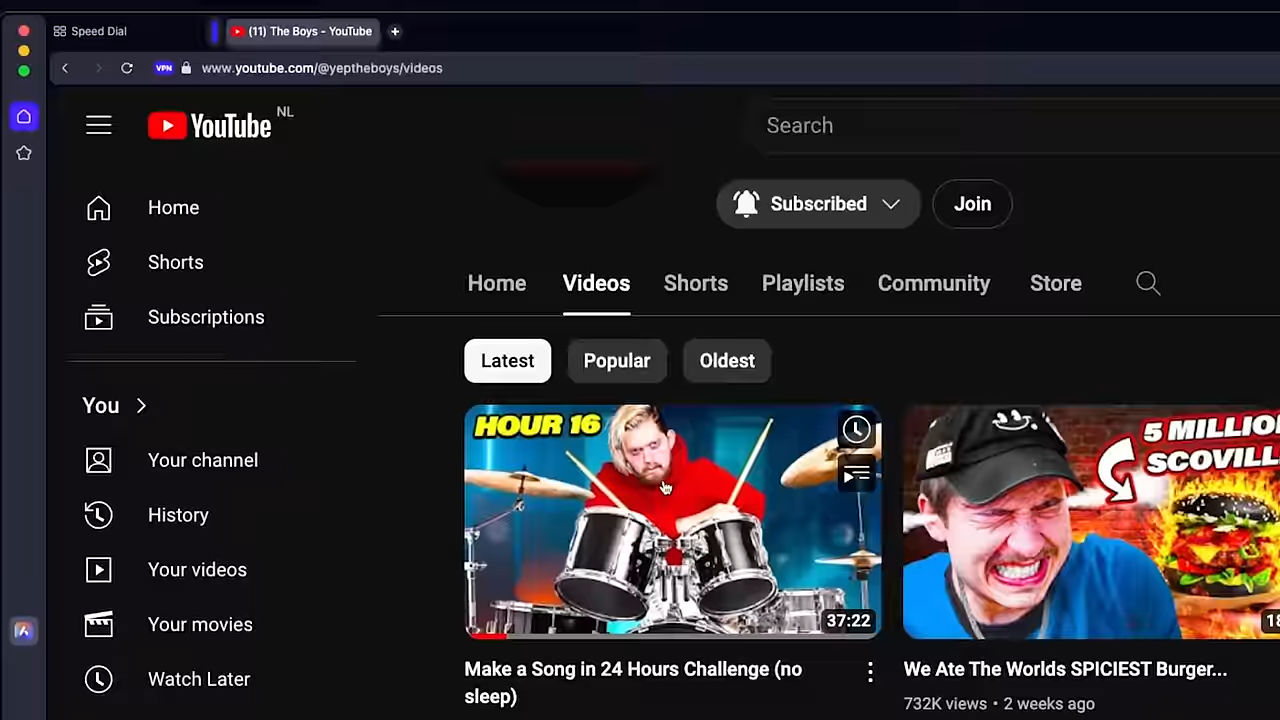 Speed Dial
(11) The Boys - YouTube
VPN
www.youtube.com/@yeptheboys/videos
YouTube NL
Search
Subscribed
Join
Home
Shorts
Subscriptions
You
Your channel
History
Your videos
Your movies
Watch Later
Home Videos Shorts Playlists Community Store
Latest Popular Oldest
HOUR 16
37:22
Make a Song in 24 Hours Challenge (no
sleep)
5 MILLIO
SCOVILL
18
We Ate The Worlds SPICIEST Burger...
732K views • 2 weeks ago